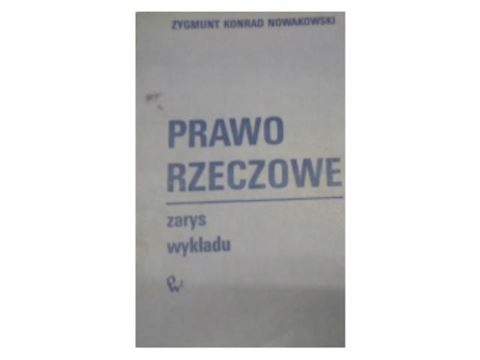 ZYGMUNT KONRAD NOWAKOWSKI
PRAWO
RZECZOWE
zarys
wykładu